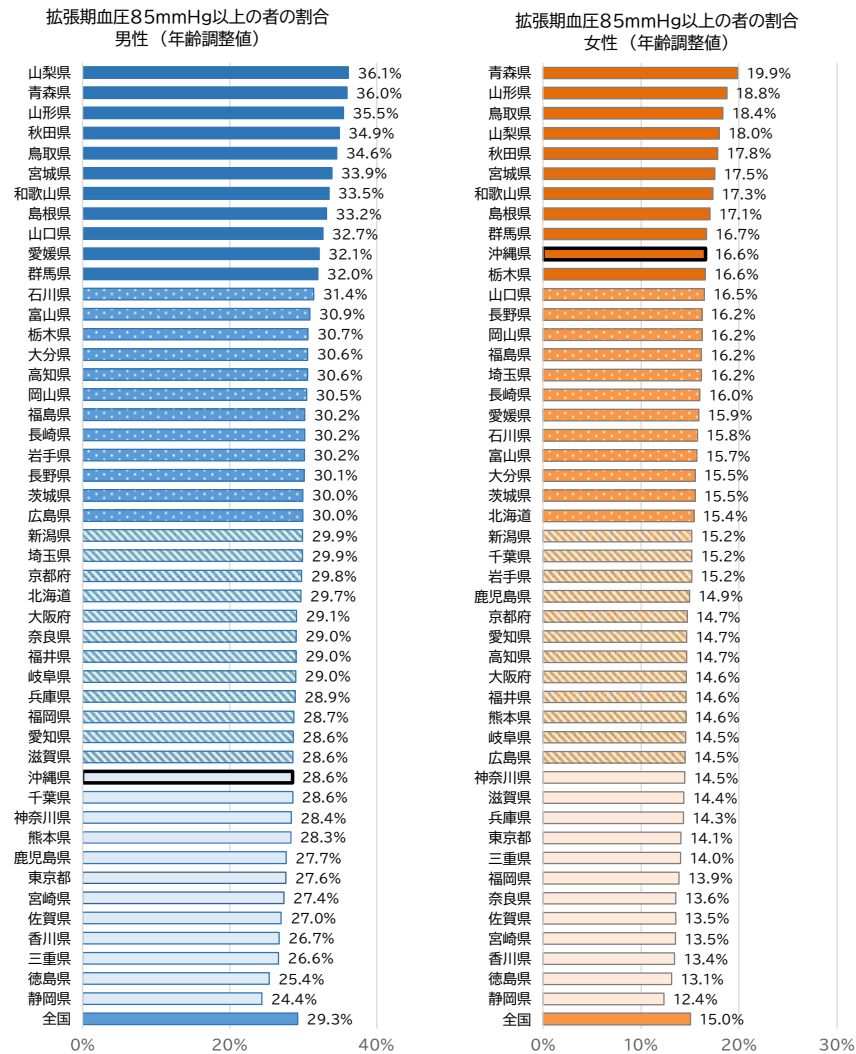 拡張期血圧85mmHg以上の者の割合
男性（年齢調整値）
山梨県 36.1%
青森県 36.0%
山形県 35.5%
秋田県 34.9%
鳥取県 34.6%
宮城県 33.9%
和歌山県 33.5%
島根県 33.2%
山口県 32.7%
愛媛県 32.1%
群馬県 32.0%
石川県 31.4%
富山県 30.9%
栃木県 30.7%
大分県 30.6%
高知県 30.6%
岡山県 30.5%
福島県 30.2%
長崎県 30.2%
岩手県 30.2%
長野県 30.1%
茨城県 30.0%
広島県 30.0%
新潟県 29.9%
埼玉県 29.9%
京都府 29.8%
北海道 29.7%
大阪府 29.1%
奈良県 29.0%
福井県 29.0%
岐阜県 29.0%
兵庫県 28.9%
福岡県 28.7%
愛知県 28.6%
滋賀県 28.6%
沖縄県 28.6%
千葉県 28.6%
神奈川県 28.4%
熊本県 28.3%
鹿児島県 27.7%
東京都 27.6%
宮崎県 27.4%
佐賀県 27.0%
香川県 26.7%
三重県 26.6%
徳島県 25.4%
静岡県 24.4%
全国 29.3%
0% 20% 40%
拡張期血圧85mmHg以上の者の割合
女性（年齢調整値）
青森県 19.9%
山形県 18.8%
鳥取県 18.4%
山梨県 18.0%
秋田県 17.8%
宮城県 17.5%
和歌山県 17.3%
島根県 17.1%
群馬県 16.7%
沖縄県 16.6%
栃木県 16.6%
山口県 16.5%
長野県 16.2%
岡山県 16.2%
福島県 16.2%
埼玉県 16.2%
長崎県 16.0%
愛媛県 15.9%
石川県 15.8%
富山県 15.7%
大分県 15.5%
茨城県 15.5%
北海道 15.4%
新潟県 15.2%
千葉県 15.2%
岩手県 15.2%
鹿児島県 14.9%
京都府 14.7%
愛知県 14.7%
高知県 14.7%
大阪府 14.6%
福井県 14.6%
熊本県 14.6%
岐阜県 14.5%
広島県 14.5%
神奈川県 14.5%
滋賀県 14.4%
兵庫県 14.3%
東京都 14.1%
三重県 14.0%
福岡県 13.9%
奈良県 13.6%
佐賀県 13.5%
宮崎県 13.5%
香川県 13.4%
徳島県 13.1%
静岡県 12.4%
全国 15.0%
0% 10% 20% 30%